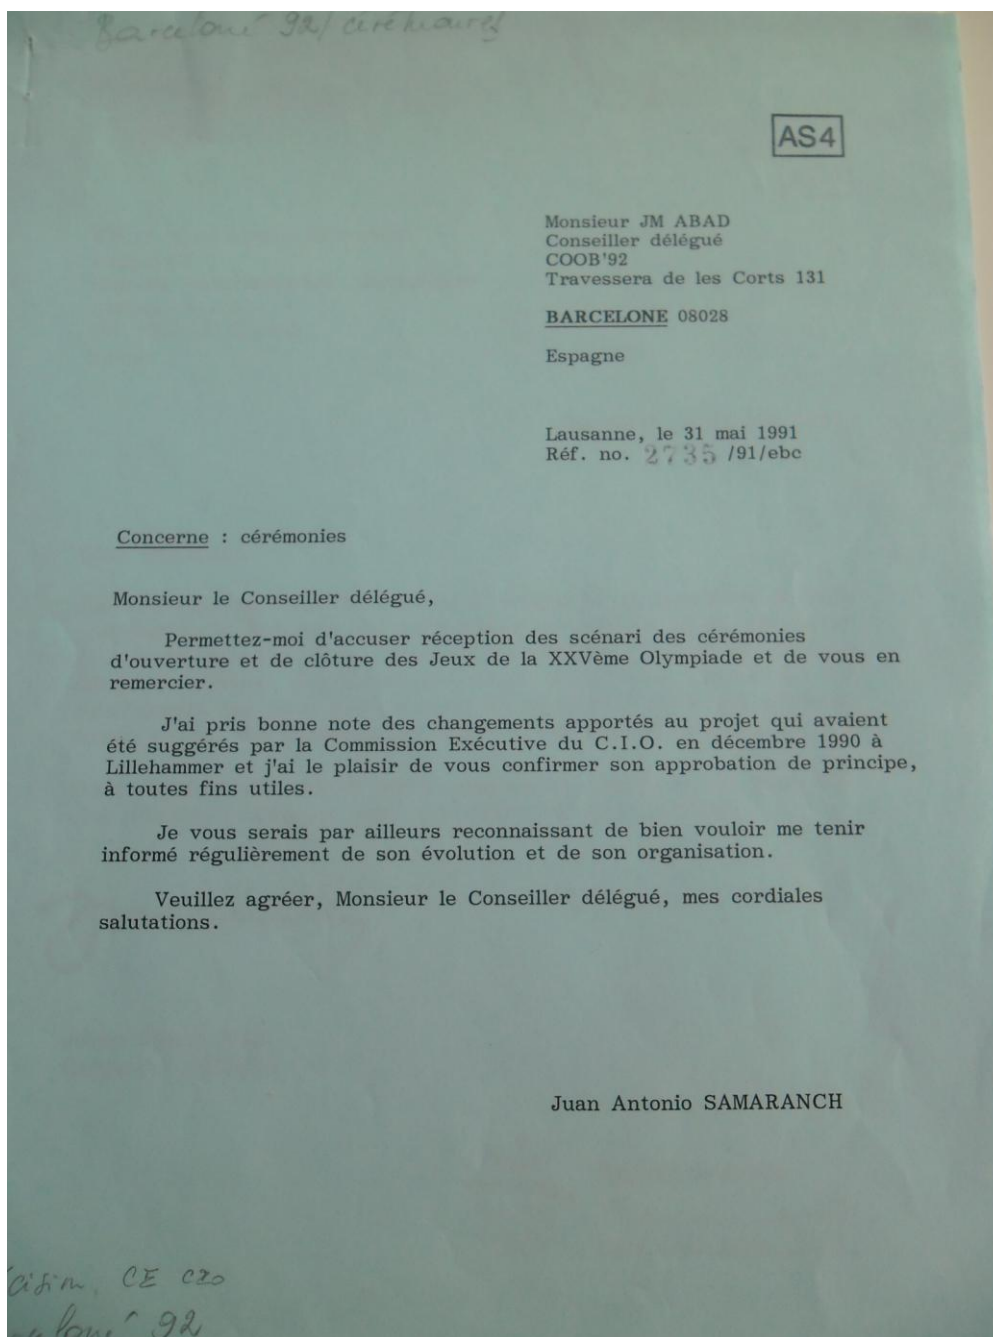 Barcelone 92/ cérémonies
AS4
Monsieur JM ABAD
Conseiller délégué
COOB'92
Travessera de les Corts 131
BARCELONE 08028
Espagne
Lausanne, le 31 mai 1991
Réf. no. 2735 /91/ebc
Concerne : cérémonies
Monsieur le Conseiller délégué,
Permettez-moi d'accuser réception des scénari des cérémonies
d'ouverture et de clôture des Jeux de la XXVème Olympiade et de vous en
remercier.
J'ai pris bonne note des changements apportés au projet qui avaient
été suggérés par la Commission Exécutive du C.I.O. en décembre 1990 à
Lillehammer et j'ai le plaisir de vous confirmer son approbation de principe,
à toutes fins utiles.
Je vous serais par ailleurs reconnaissant de bien vouloir me tenir
informé régulièrement de son évolution et de son organisation.
Veuillez agréer, Monsieur le Conseiller délégué, mes cordiales
salutations.
Juan Antonio SAMARANCH
CE CIO
92